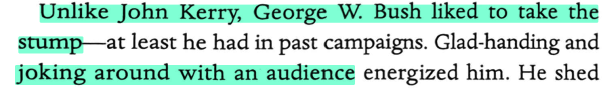 Unlike John Kerry, George W. Bush liked to take the
stump—at least he had in past campaigns. Glad-handing and
joking around with an audience energized him. He shed